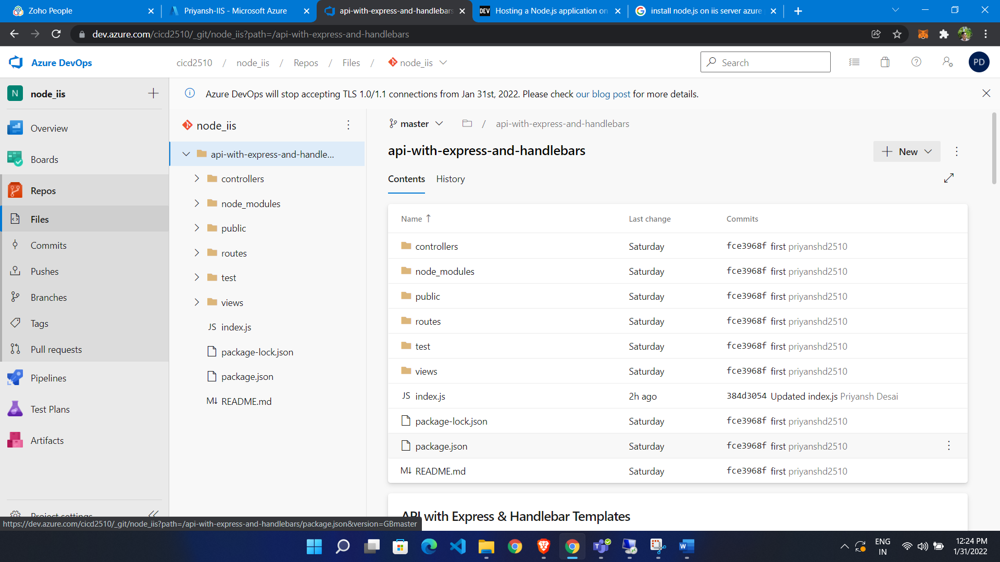 Zoho People
Priyansh-IIS - Microsoft Azure
api-with-express-and-handlebars
DEV Hosting a Node.js application on
install node.js on iis server azure
dev.azure.com/cicd2510/_git/node_iis?path=/api-with-express-and-handlebars
Azure DevOps
cicd2510 / node_iis / Repos / Files / node_iis
Search
PD
N node_iis
Azure DevOps will stop accepting TLS 1.0/1.1 connections from Jan 31st, 2022. Please check our blog post for more details.
Overview
Boards
Repos
Files
Commits
Pushes
Branches
Tags
Pull requests
Pipelines
Test Plans
Artifacts
Project settings
node_iis
api-with-express-and-handle...
controllers
node_modules
public
routes
test
views
JS index.js
package-lock.json
package.json
M↓ README.md
master / api-with-express-and-handlebars
api-with-express-and-handlebars
New
Contents History
Name ↑ Last change Commits
controllers Saturday fce3968f first priyanshd2510
node_modules Saturday fce3968f first priyanshd2510
public Saturday fce3968f first priyanshd2510
routes Saturday fce3968f first priyanshd2510
test Saturday fce3968f first priyanshd2510
views Saturday fce3968f first priyanshd2510
JS index.js 2h ago 384d3054 Updated index.js Priyansh Desai
package-lock.json Saturday fce3968f first priyanshd2510
package.json Saturday fce3968f first priyanshd2510
M↓ README.md Saturday fce3968f first priyanshd2510
API with Express & Handlebar Templates
https://dev.azure.com/cicd2510/_git/node_iis?path=/api-with-express-and-handlebars/package.json&version=GBmaster
ENG
IN
12:24 PM
1/31/2022